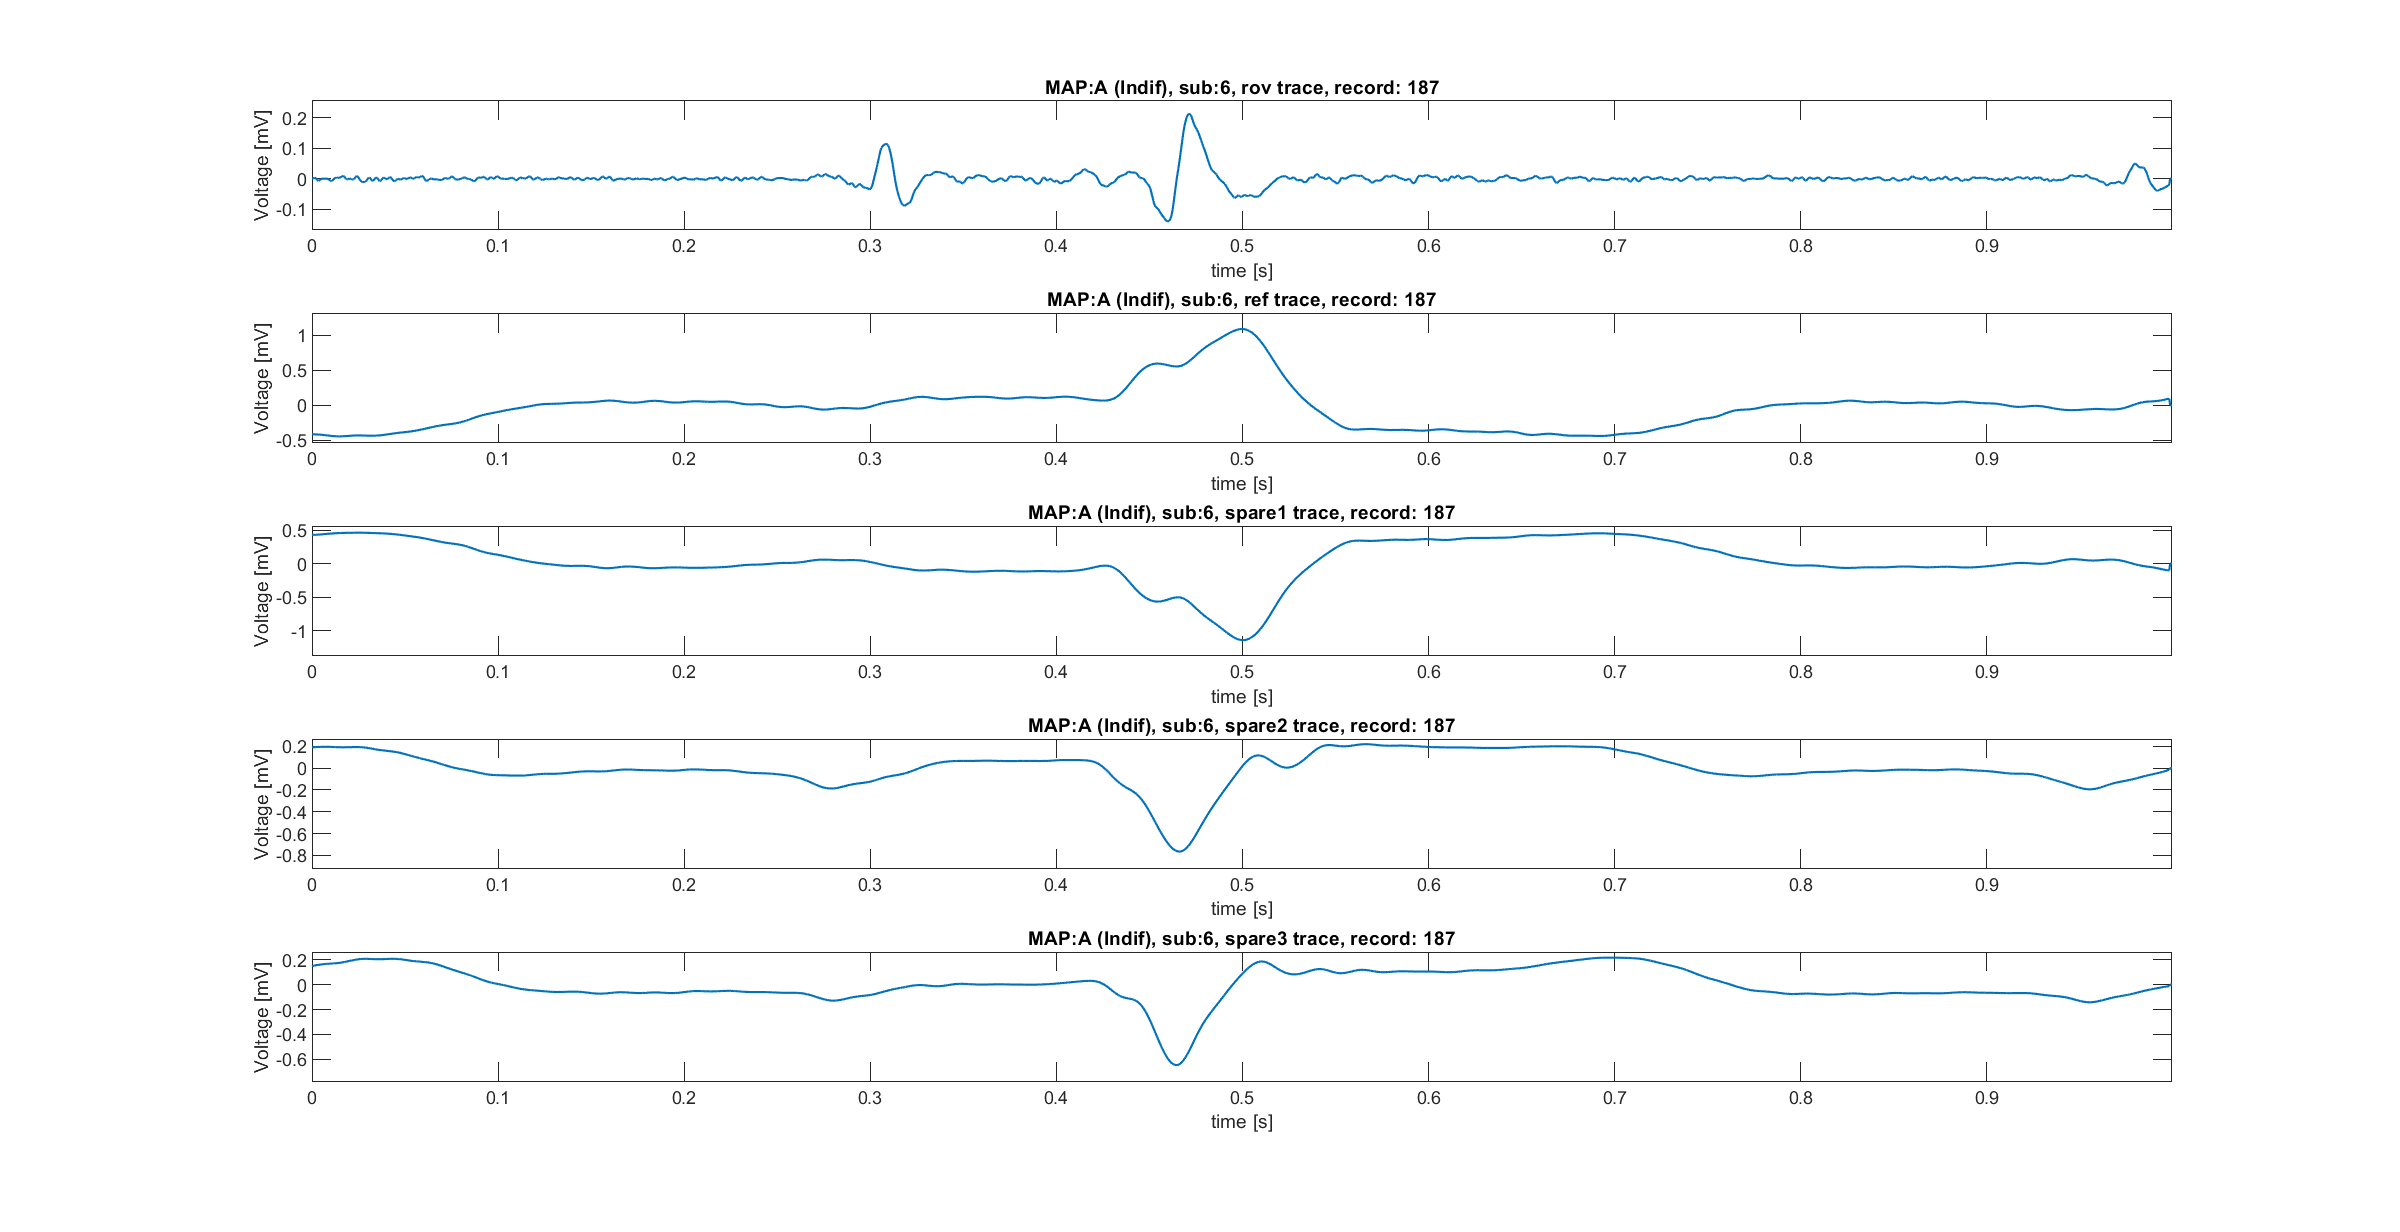 MAP:A (Indif), sub:6, rov trace, record: 187
Voltage [mV]
0.2
0.1
0
-0.1
0 0.1 0.2 0.3 0.4 0.5 0.6 0.7 0.8 0.9
time [s]
MAP:A (Indif), sub:6, ref trace, record: 187
Voltage [mV]
1
0.5
0
-0.5
0 0.1 0.2 0.3 0.4 0.5 0.6 0.7 0.8 0.9
time [s]
MAP:A (Indif), sub:6, spare1 trace, record: 187
Voltage [mV]
0.5
0
-0.5
-1
0 0.1 0.2 0.3 0.4 0.5 0.6 0.7 0.8 0.9
time [s]
MAP:A (Indif), sub:6, spare2 trace, record: 187
Voltage [mV]
0.2
0
-0.2
-0.4
-0.6
-0.8
0 0.1 0.2 0.3 0.4 0.5 0.6 0.7 0.8 0.9
time [s]
MAP:A (Indif), sub:6, spare3 trace, record: 187
Voltage [mV]
0.2
0
-0.2
-0.4
-0.6
0 0.1 0.2 0.3 0.4 0.5 0.6 0.7 0.8 0.9
time [s]